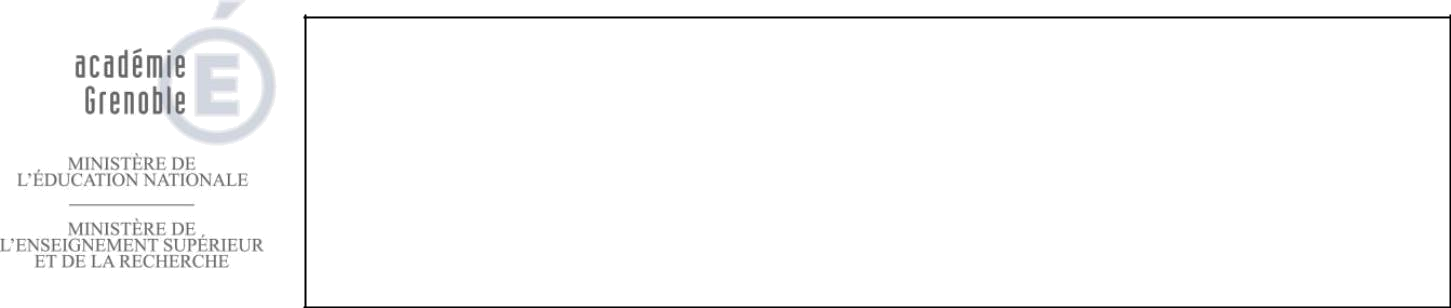 académie
Grenoble
É
MINISTÈRE DE
L'ÉDUCATION NATIONALE
MINISTÈRE DE
L'ENSEIGNEMENT SUPÉRIEUR
ET DE LA RECHERCHE